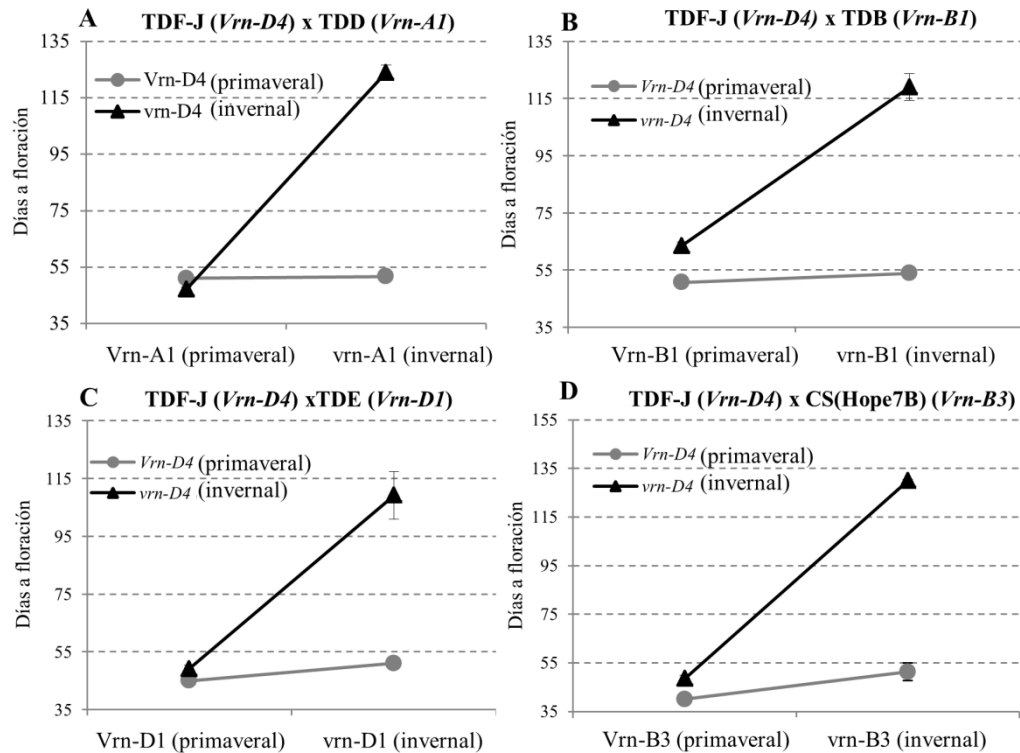 A
TDF-J (Vrn-D4) x TDD (Vrn-A1)
Días a floración
135
115
95
75
55
35
Vrn-D4 (primaveral)
vrn-D4 (invernal)
Vrn-A1 (primaveral)
vrn-A1 (invernal)
B
TDF-J (Vrn-D4) x TDB (Vrn-B1)
Días a floración
135
115
95
75
55
35
Vrn-D4 (primaveral)
vrn-D4 (invernal)
Vrn-B1 (primaveral)
vrn-B1 (invernal)
C
TDF-J (Vrn-D4) xTDE (Vrn-D1)
Días a floración
135
115
95
75
55
35
Vrn-D4 (primaveral)
vrn-D4 (invernal)
Vrn-D1 (primaveral)
vrn-D1 (invernal)
D
TDF-J (Vrn-D4) x CS(Hope7B) (Vrn-B3)
Días a floración
155
135
115
95
75
55
35
Vrn-D4 (primaveral)
vrn-D4 (invernal)
Vrn-B3 (primaveral)
vrn-B3 (invernal)